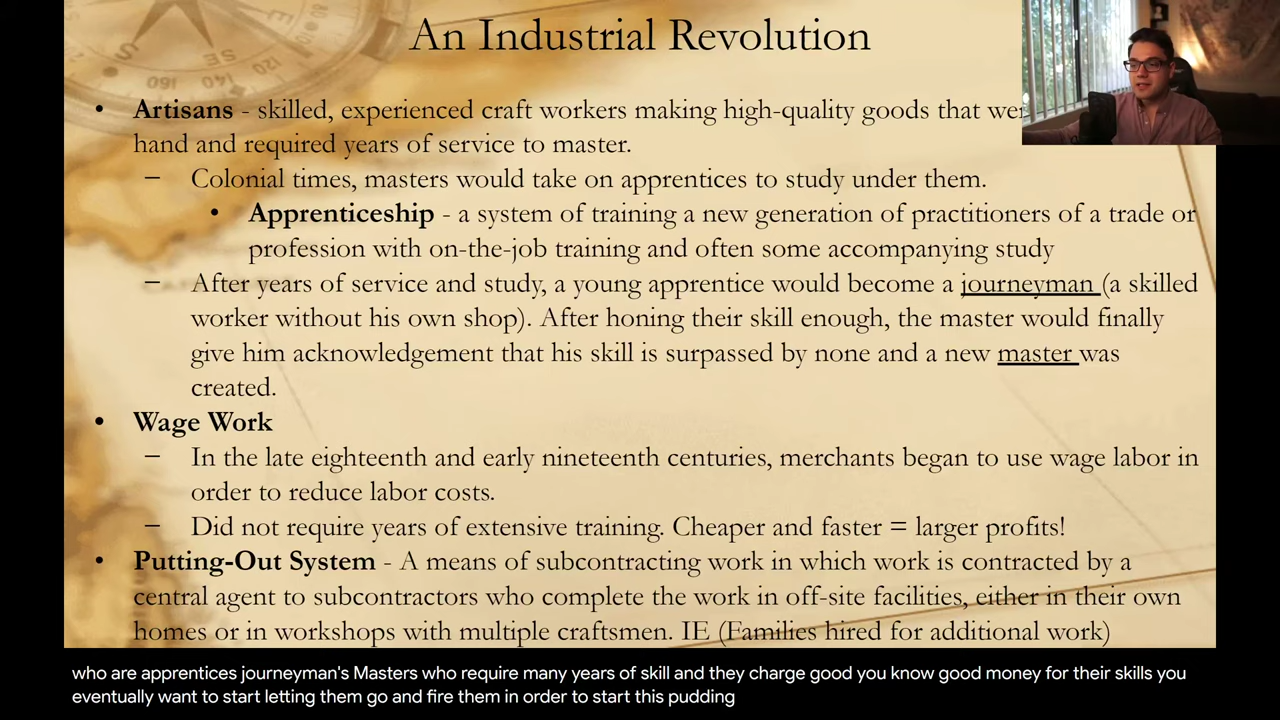 An Industrial Revolution
• Artisans - skilled, experienced craft workers making high-quality goods that
hand and required years of service to master.
– Colonial times, masters would take on apprentices to study under them.
• Apprenticeship - a system of training a new generation of practitioners of a trade or
profession with on-the-job training and often some accompanying study
– After years of service and study, a young apprentice would become a journeyman (a skilled
worker without his own shop). After honing their skill enough, the master would finally
give him acknowledgement that his skill is surpassed by none and a new master was
created.
• Wage Work
– In the late eighteenth and early nineteenth centuries, merchants began to use wage labor in
order to reduce labor costs.
– Did not require years of extensive training. Cheaper and faster = larger profits!
• Putting-Out System - A means of subcontracting work in which work is contracted by a
central agent to subcontractors who complete the work in off-site facilities, either in their own
homes or in workshops with multiple craftsmen. IE (Families hired for additional work)
who are apprentices journeyman's Masters who require many years of skill and they charge good you know good money for their skills you
eventually want to start letting them go and fire them in order to start this pudding